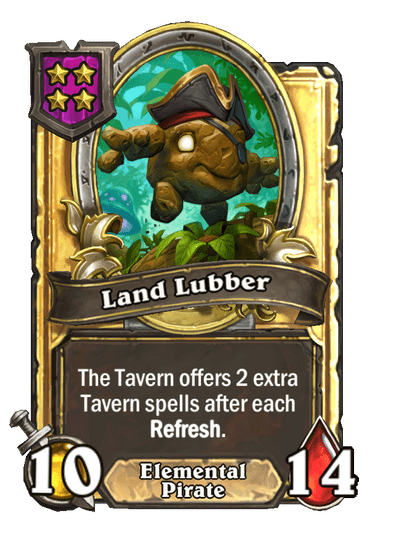 Land Lubber
The Tavern offers 2 extra
Tavern spells after each
Refresh.
10
Elemental
Pirate
14